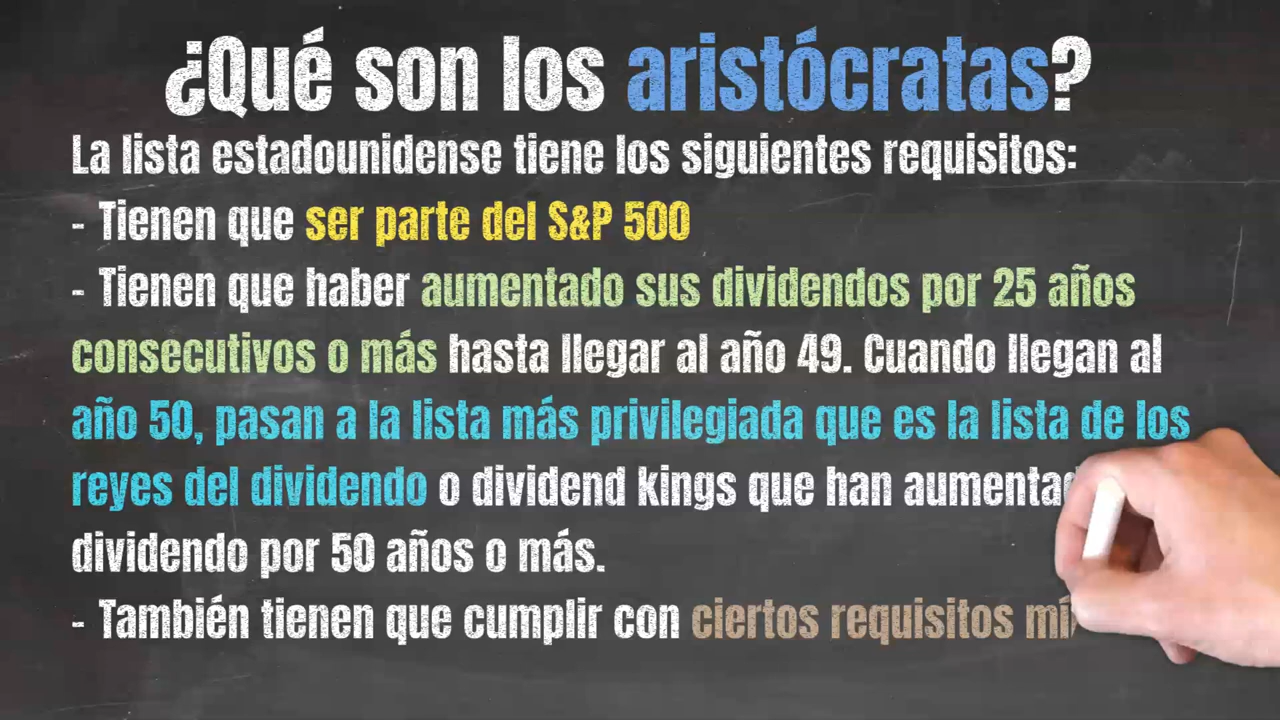 ¿Qué son los aristócratas?
La lista estadounidense tiene los siguientes requisitos:
- Tienen que ser parte del S&P 500
- Tienen que haber aumentado sus dividendos por 25 años
consecutivos o más hasta llegar al año 49. Cuando llegan al
año 50, pasan a la lista más privilegiada que es la lista de los
reyes del dividendo o dividend kings que han
dividendo por 50 años o más.
- También tienen que cumplir con ciertos requisitos